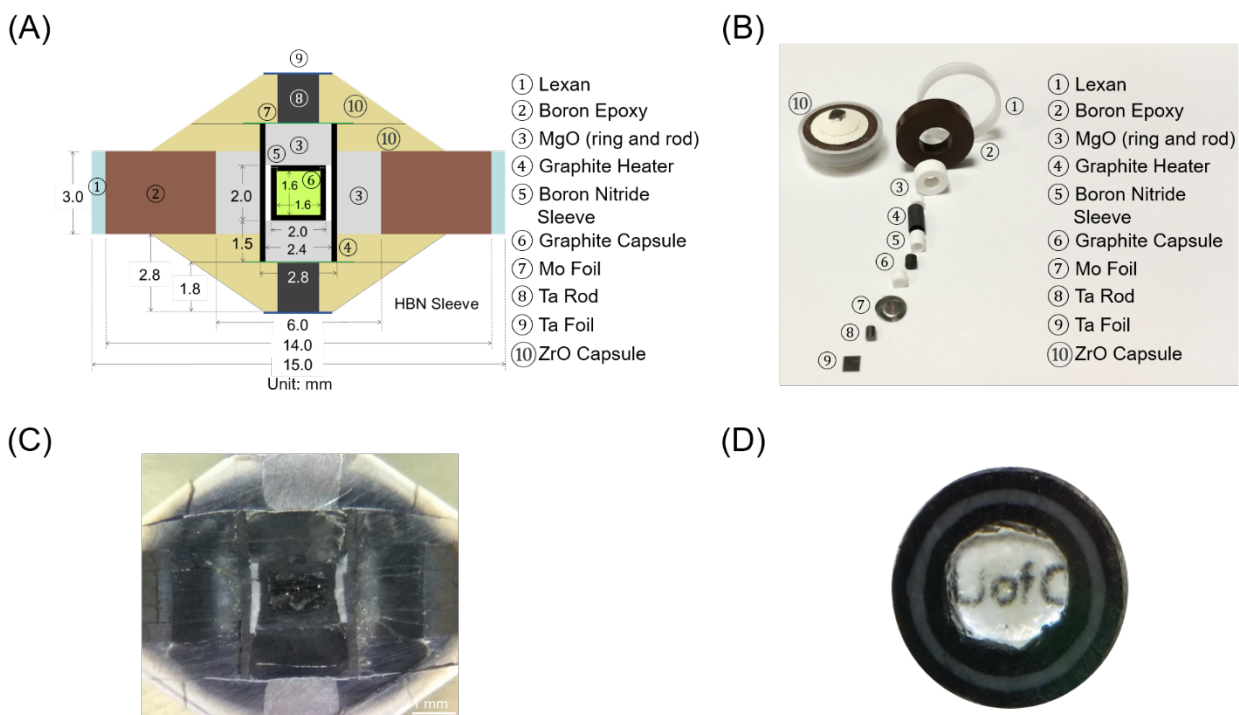 (A)
(B)
⑨
⑧
⑦
⑩
③
⑩
⑤
⑥
①
②
③
④
3.0
2.0
1.6
1.6
2.0
1.5
2.4
2.8
2.8
1.8
HBN Sleeve
6.0
14.0
15.0
Unit: mm
① Lexan
② Boron Epoxy
③ MgO (ring and rod)
④ Graphite Heater
⑤ Boron Nitride
Sleeve
⑥ Graphite Capsule
⑦ Mo Foil
⑧ Ta Rod
⑨ Ta Foil
⑩ ZrO Capsule
⑩
①
②
③
④
⑤
⑥
⑦
⑧
⑨
① Lexan
② Boron Epoxy
③ MgO (ring and rod)
④ Graphite Heater
⑤ Boron Nitride
Sleeve
⑥ Graphite Capsule
⑦ Mo Foil
⑧ Ta Rod
⑨ Ta Foil
⑩ ZrO Capsule
(C)
(D)
1 mm
UofC